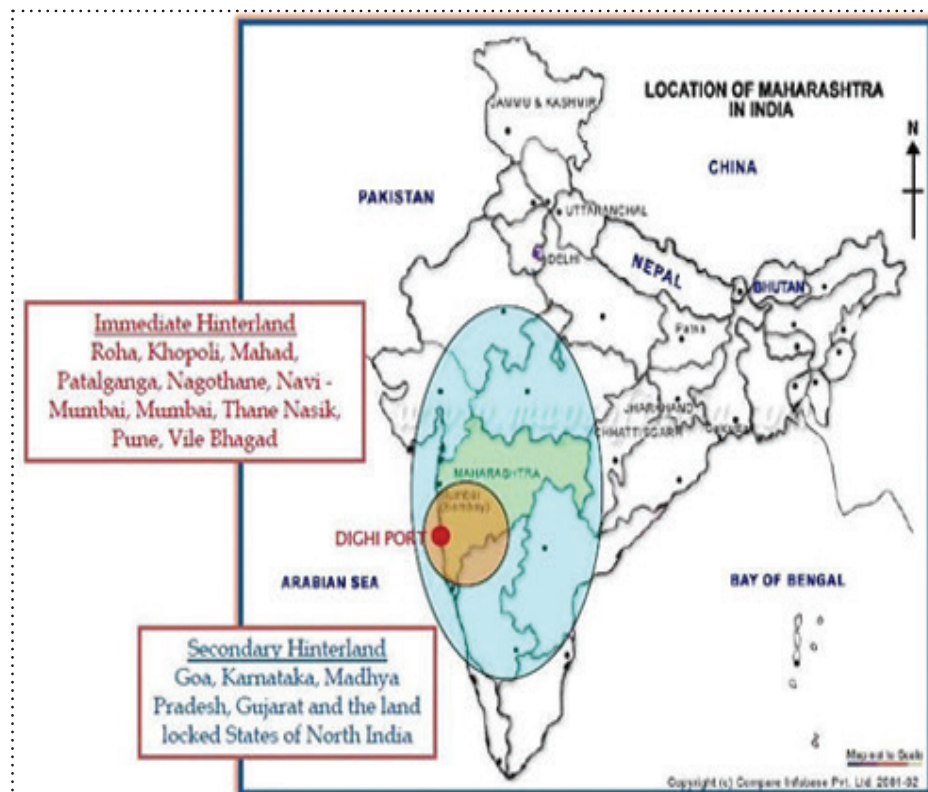 LOCATION OF MAHARASHTRA
IN INDIA
N
JAMMU & KASHMIR
CHINA
PAKISTAN
UTTARANCHAL
DELHI
NEPAL
BHUTAN
Immediate Hinterland
Roha, Khopoli, Mahad,
Patalganga, Nagothane, Navi -
Mumbai, Mumbai, Thane Nasik,
Pune, Vile Bhagad
Patna
JHARKHAND
CHHATTISGARH
MAHARASHTRA
Mumbai
(Bombay)
DIGHI PORT
ARABIAN SEA
BAY OF BENGAL
Secondary Hinterland
Goa, Karnataka, Madhya
Pradesh, Gujarat and the land
locked States of North India
Map not to Scale
Copyright (c) Compare Infobase Pvt. Ltd. 2001-02